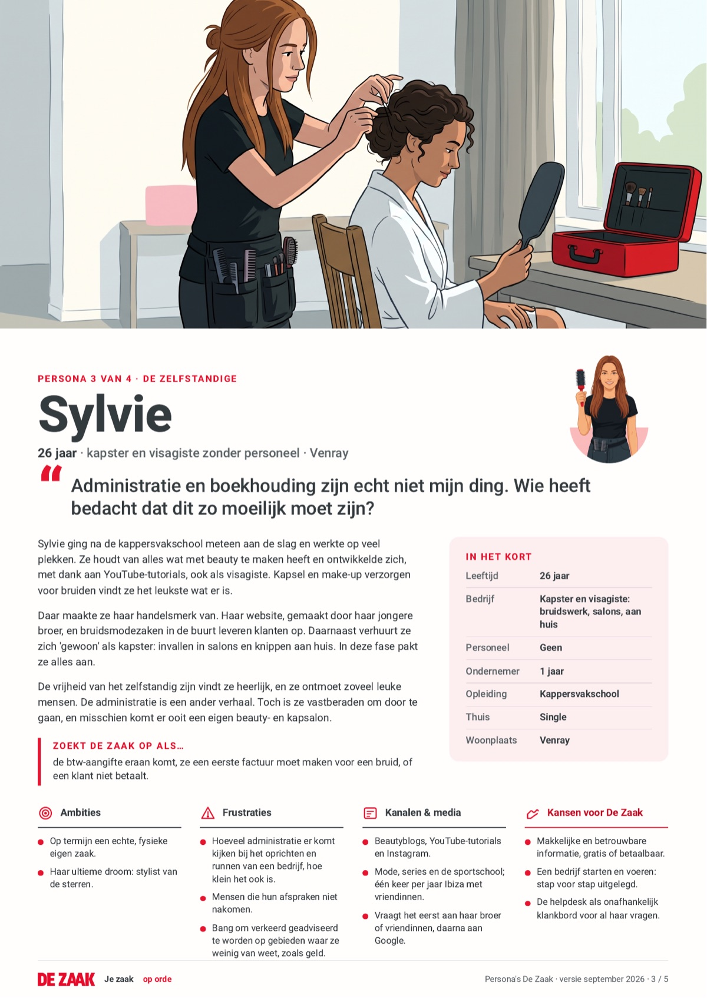 PERSONA 3 VAN 4 · DE ZELFSTANDIGE
Sylvie
26 jaar · kapster en visagiste zonder personeel · Venray
“ Administratie en boekhouding zijn echt niet mijn ding. Wie heeft
bedacht dat dit zo moeilijk moet zijn?
Sylvie ging na de kappersvakschool meteen aan de slag en werkte op veel
plekken. Ze houdt van alles wat met beauty te maken heeft en ontwikkelde zich,
met dank aan YouTube-tutorials, ook als visagiste. Kapsel en make-up verzorgen
voor bruiden vindt ze het leukste wat er is.
Daar maakte ze haar handelsmerk van. Haar website, gemaakt door haar jongere
broer, en bruidsmodezaken in de buurt leveren klanten op. Daarnaast verhuurt ze
zich 'gewoon' als kapster: invallen in salons en knippen aan huis. In deze fase pakt
ze alles aan.
De vrijheid van het zelfstandig zijn vindt ze heerlijk, en ze ontmoet zoveel leuke
mensen. De administratie is een ander verhaal. Toch is ze vastberaden om door te
gaan, en misschien komt er ooit een eigen beauty- en kapsalon.
ZOEKT DE ZAAK OP ALS…
de btw-aangifte eraan komt, ze een eerste factuur moet maken voor een bruid, of
een klant niet betaalt.
IN HET KORT
Leeftijd 26 jaar
Bedrijf Kapster en visagiste:
bruidswerk, salons, aan
huis
Personeel Geen
Ondernemer 1 jaar
Opleiding Kappersvakschool
Thuis Single
Woonplaats Venray
Ambities
Op termijn een echte, fysieke
eigen zaak.
Haar ultieme droom: stylist van
de sterren.
Frustraties
Hoeveel administratie er komt
kijken bij het oprichten en
runnen van een bedrijf, hoe
klein het ook is.
Mensen die hun afspraken niet
nakomen.
Bang om verkeerd geadviseerd
te worden op gebieden waar ze
weinig van weet, zoals geld.
Kanalen & media
Beautyblogs, YouTube-tutorials
en Instagram.
Mode, series en de sportschool;
één keer per jaar Ibiza met
vriendinnen.
Vraagt het eerst aan haar broer
of vriendinnen, daarna aan
Google.
Kansen voor De Zaak
Makkelijke en betrouwbare
informatie, gratis of betaalbaar.
Een bedrijf starten en voeren:
stap voor stap uitgelegd.
De helpdesk als onafhankelijk
klankbord voor al haar vragen.
DE ZAAK Je zaak op orde
Persona's De Zaak · versie september 2026 · 3 / 5